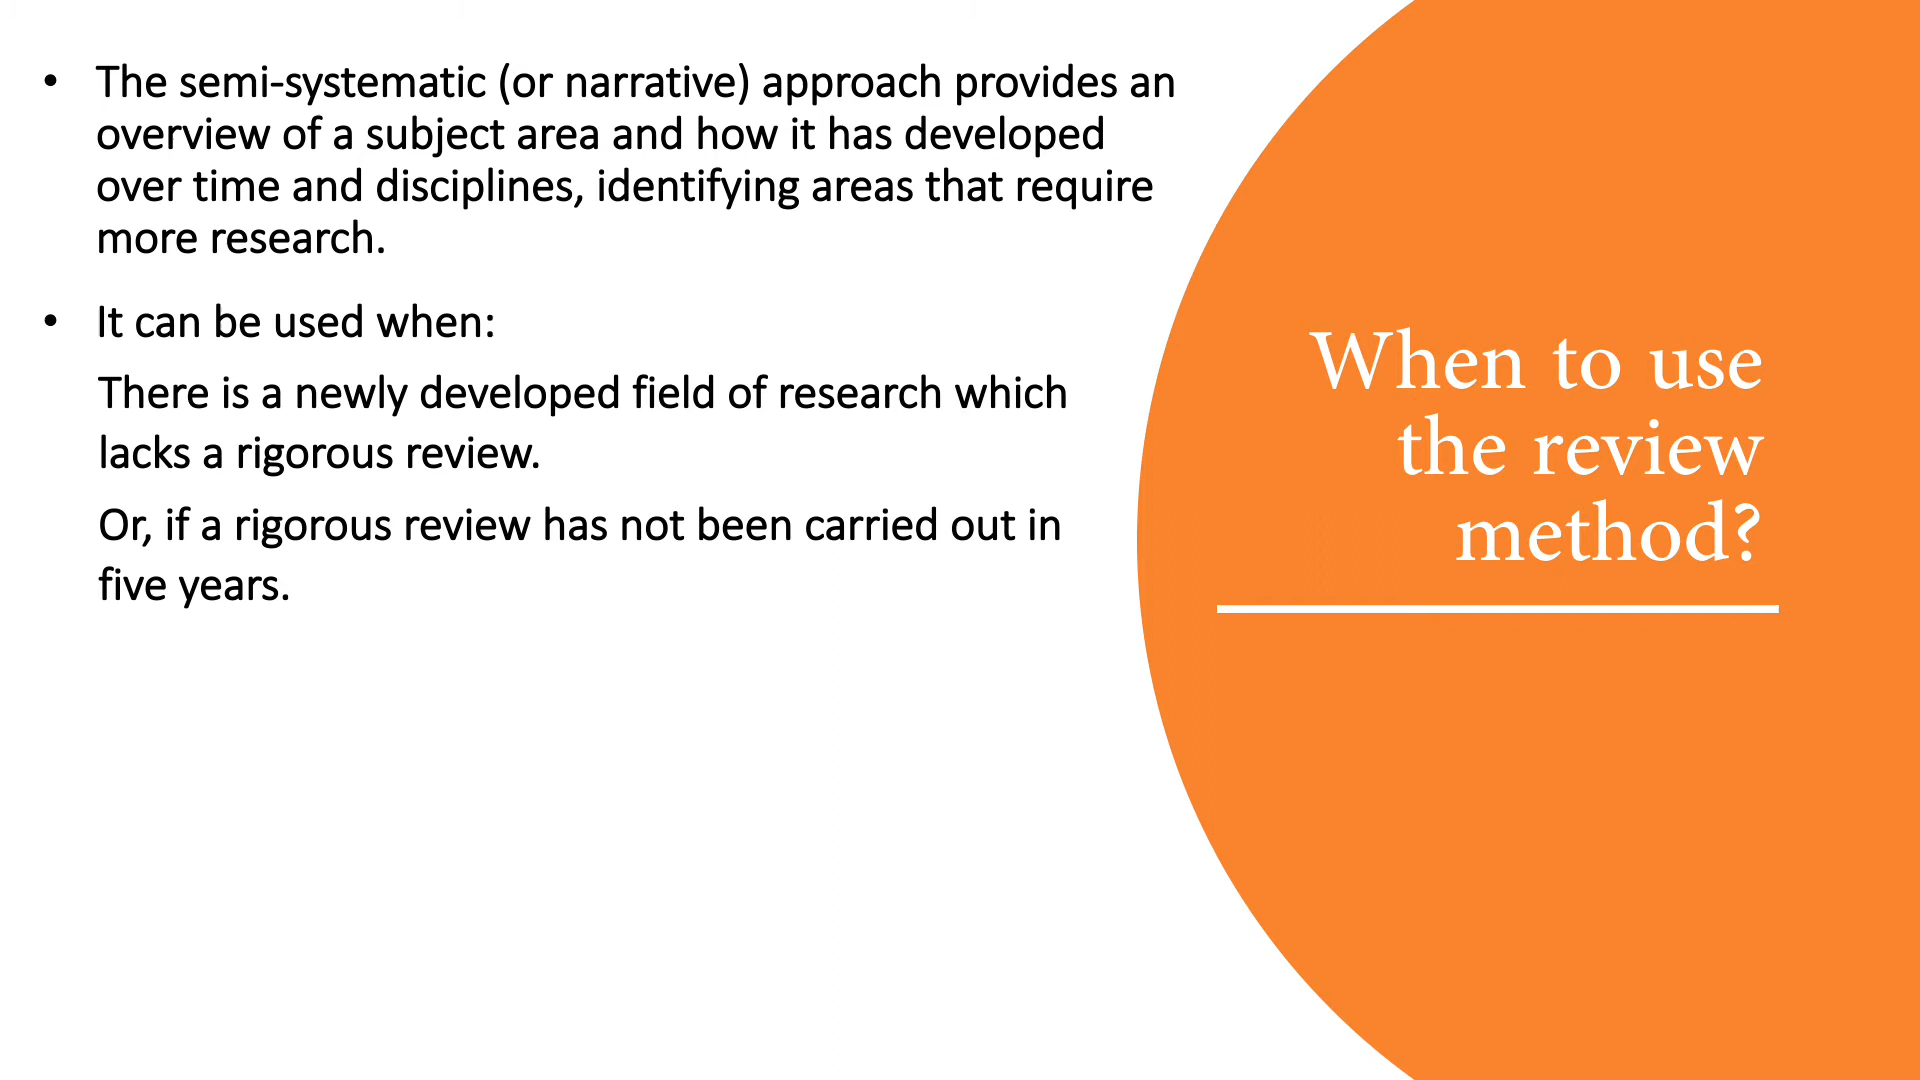 • The semi-systematic (or narrative) approach provides an
overview of a subject area and how it has developed
over time and disciplines, identifying areas that require
more research.
• It can be used when:
There is a newly developed field of research which
lacks a rigorous review.
Or, if a rigorous review has not been carried out in
five years.
When to use
the review
method?